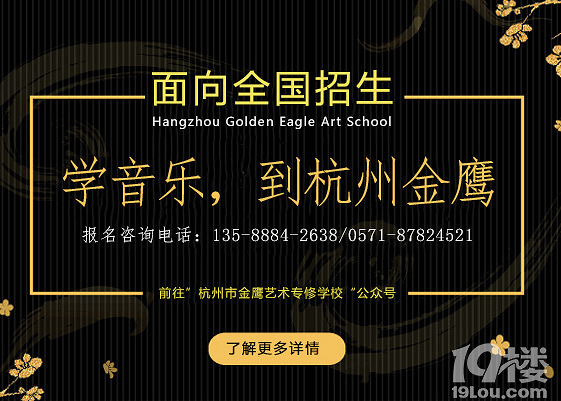 面向全国招生
Hangzhou Golden Eagle Art School
学音乐，到杭州金鹰
报名咨询电话：135-8884-2638/0571-87824521
前往”杭州市金鹰艺术专修学校“公众号
了解更多详情
19楼
19Lou.com